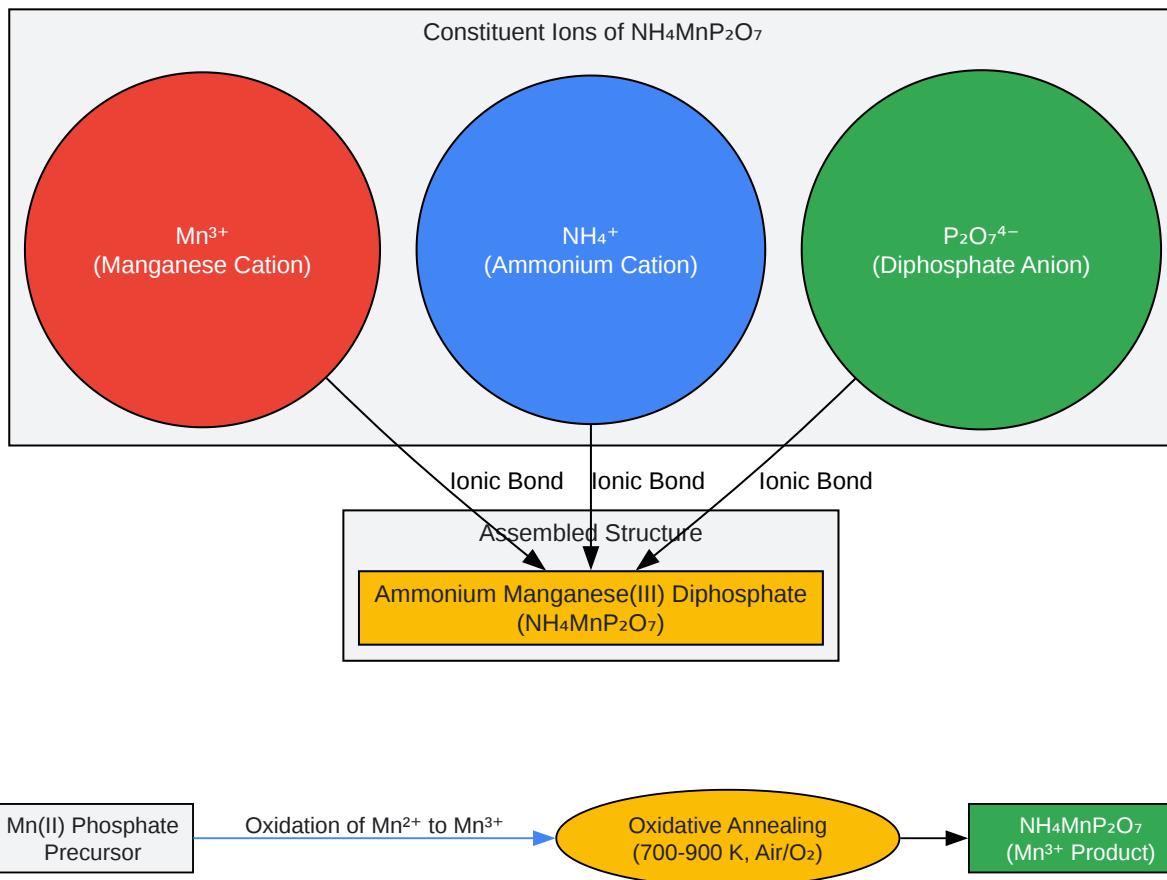 Constituent Ions of NH₄MnP₂O₇
Mn³⁺
(Manganese Cation)
NH₄⁺
(Ammonium Cation)
P₂O₇⁴⁻
(Diphosphate Anion)
Ionic Bond
Ionic Bond
Ionic Bond
Assembled Structure
Ammonium Manganese(III) Diphosphate
(NH₄MnP₂O₇)
Mn(II) Phosphate
Precursor
Oxidation of Mn²⁺ to Mn³⁺
Oxidative Annealing
(700-900 K, Air/O₂)
NH₄MnP₂O₇
(Mn³⁺ Product)